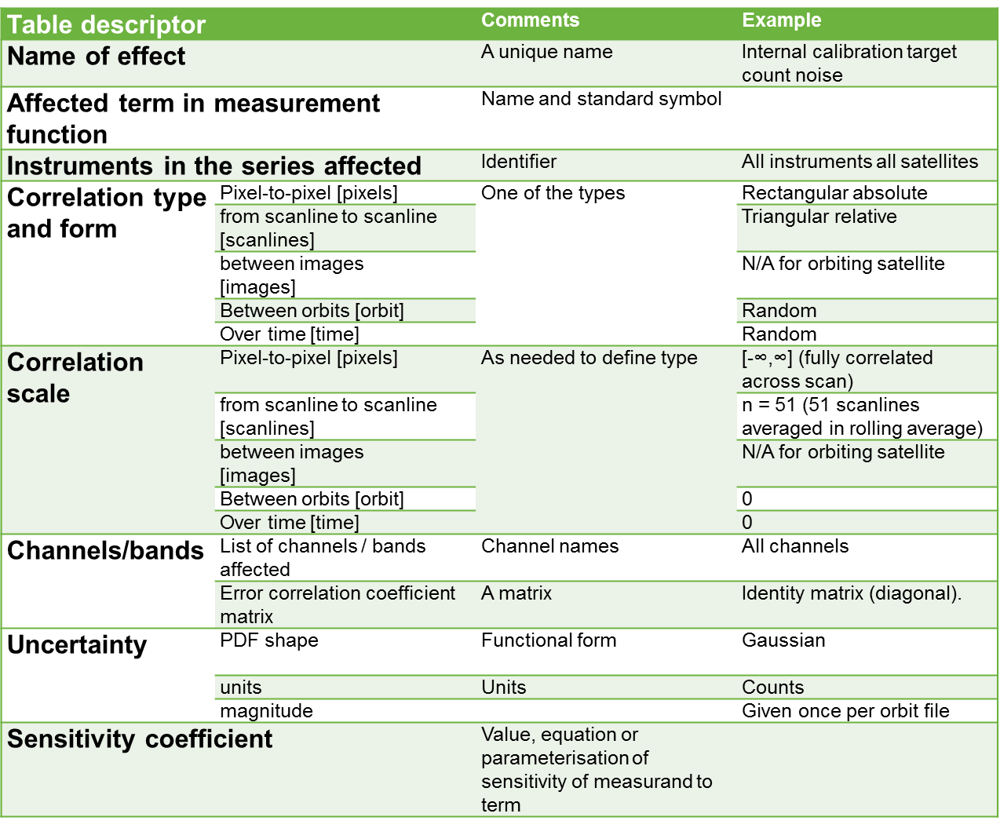 Table descriptor Comments Example
Name of effect A unique name Internal calibration target
count noise
Affected term in measurement Name and standard symbol
function
Instruments in the series affected Identifier All instruments all satellites
Correlation type Pixel-to-pixel [pixels] One of the types Rectangular absolute
and form from scanline to scanline Triangular relative
[scanlines]
between images N/A for orbiting satellite
[images]
Between orbits [orbit] Random
Over time [time] Random
Correlation Pixel-to-pixel [pixels] As needed to define type [-∞,∞] (fully correlated
scale across scan)
from scanline to scanline n = 51 (51 scanlines
[scanlines] averaged in rolling average)
between images N/A for orbiting satellite
[images]
Between orbits [orbit] 0
Over time [time] 0
Channels/bands List of channels / bands Channel names All channels
affected
Error correlation coefficient A matrix Identity matrix (diagonal).
matrix
Uncertainty PDF shape Functional form Gaussian
units Units Counts
magnitude Given once per orbit file
Sensitivity coefficient Value, equation or
parameterisation of
sensitivity of measurand to
term